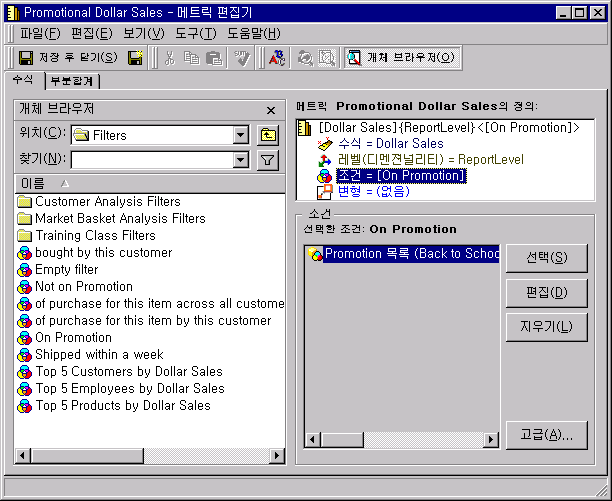 Promotional Dollar Sales - 메트릭 편집기
파일(F) 편집(E) 보기(V) 도구(T) 도움말(H)
저장 후 닫기(S) 개체 브라우저(O)
수식 부분합계
개체 브라우저
위치(C): Filters
찾기(N):
이름
Customer Analysis Filters
Market Basket Analysis Filters
Training Class Filters
bought by this customer
Empty filter
Not on Promotion
of purchase for this item across all custome
of purchase for this item by this customer
On Promotion
Shipped within a week
Top 5 Customers by Dollar Sales
Top 5 Employees by Dollar Sales
Top 5 Products by Dollar Sales
메트릭 Promotional Dollar Sales의 정의:
[Dollar Sales]{ReportLevel}<[On Promotion]>
수식 = Dollar Sales
레벨(디멘젼널리티) = ReportLevel
조건 = [On Promotion]
변형 = (없음)
조건
선택한 조건: On Promotion
Promotion 목록 (Back to Schoo
선택(S)
편집(D)
지우기(L)
고급(A)...